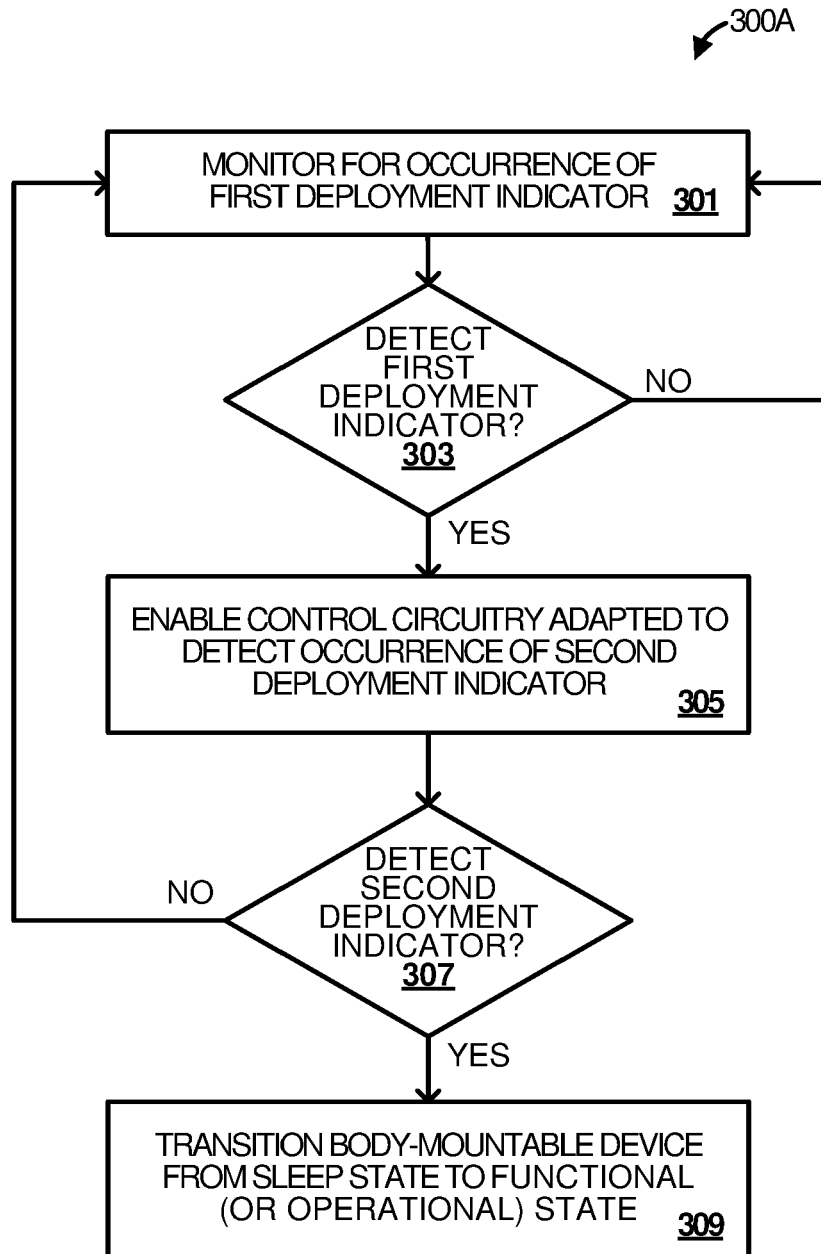 300A
MONITOR FOR OCCURRENCE OF
FIRST DEPLOYMENT INDICATOR 301
DETECT
FIRST
DEPLOYMENT
INDICATOR?
303
NO
YES
ENABLE CONTROL CIRCUITRY ADAPTED TO
DETECT OCCURRENCE OF SECOND
DEPLOYMENT INDICATOR
305
DETECT
SECOND
DEPLOYMENT
INDICATOR?
307
NO
YES
TRANSITION BODY-MOUNTABLE DEVICE
FROM SLEEP STATE TO FUNCTIONAL
(OR OPERATIONAL) STATE
309